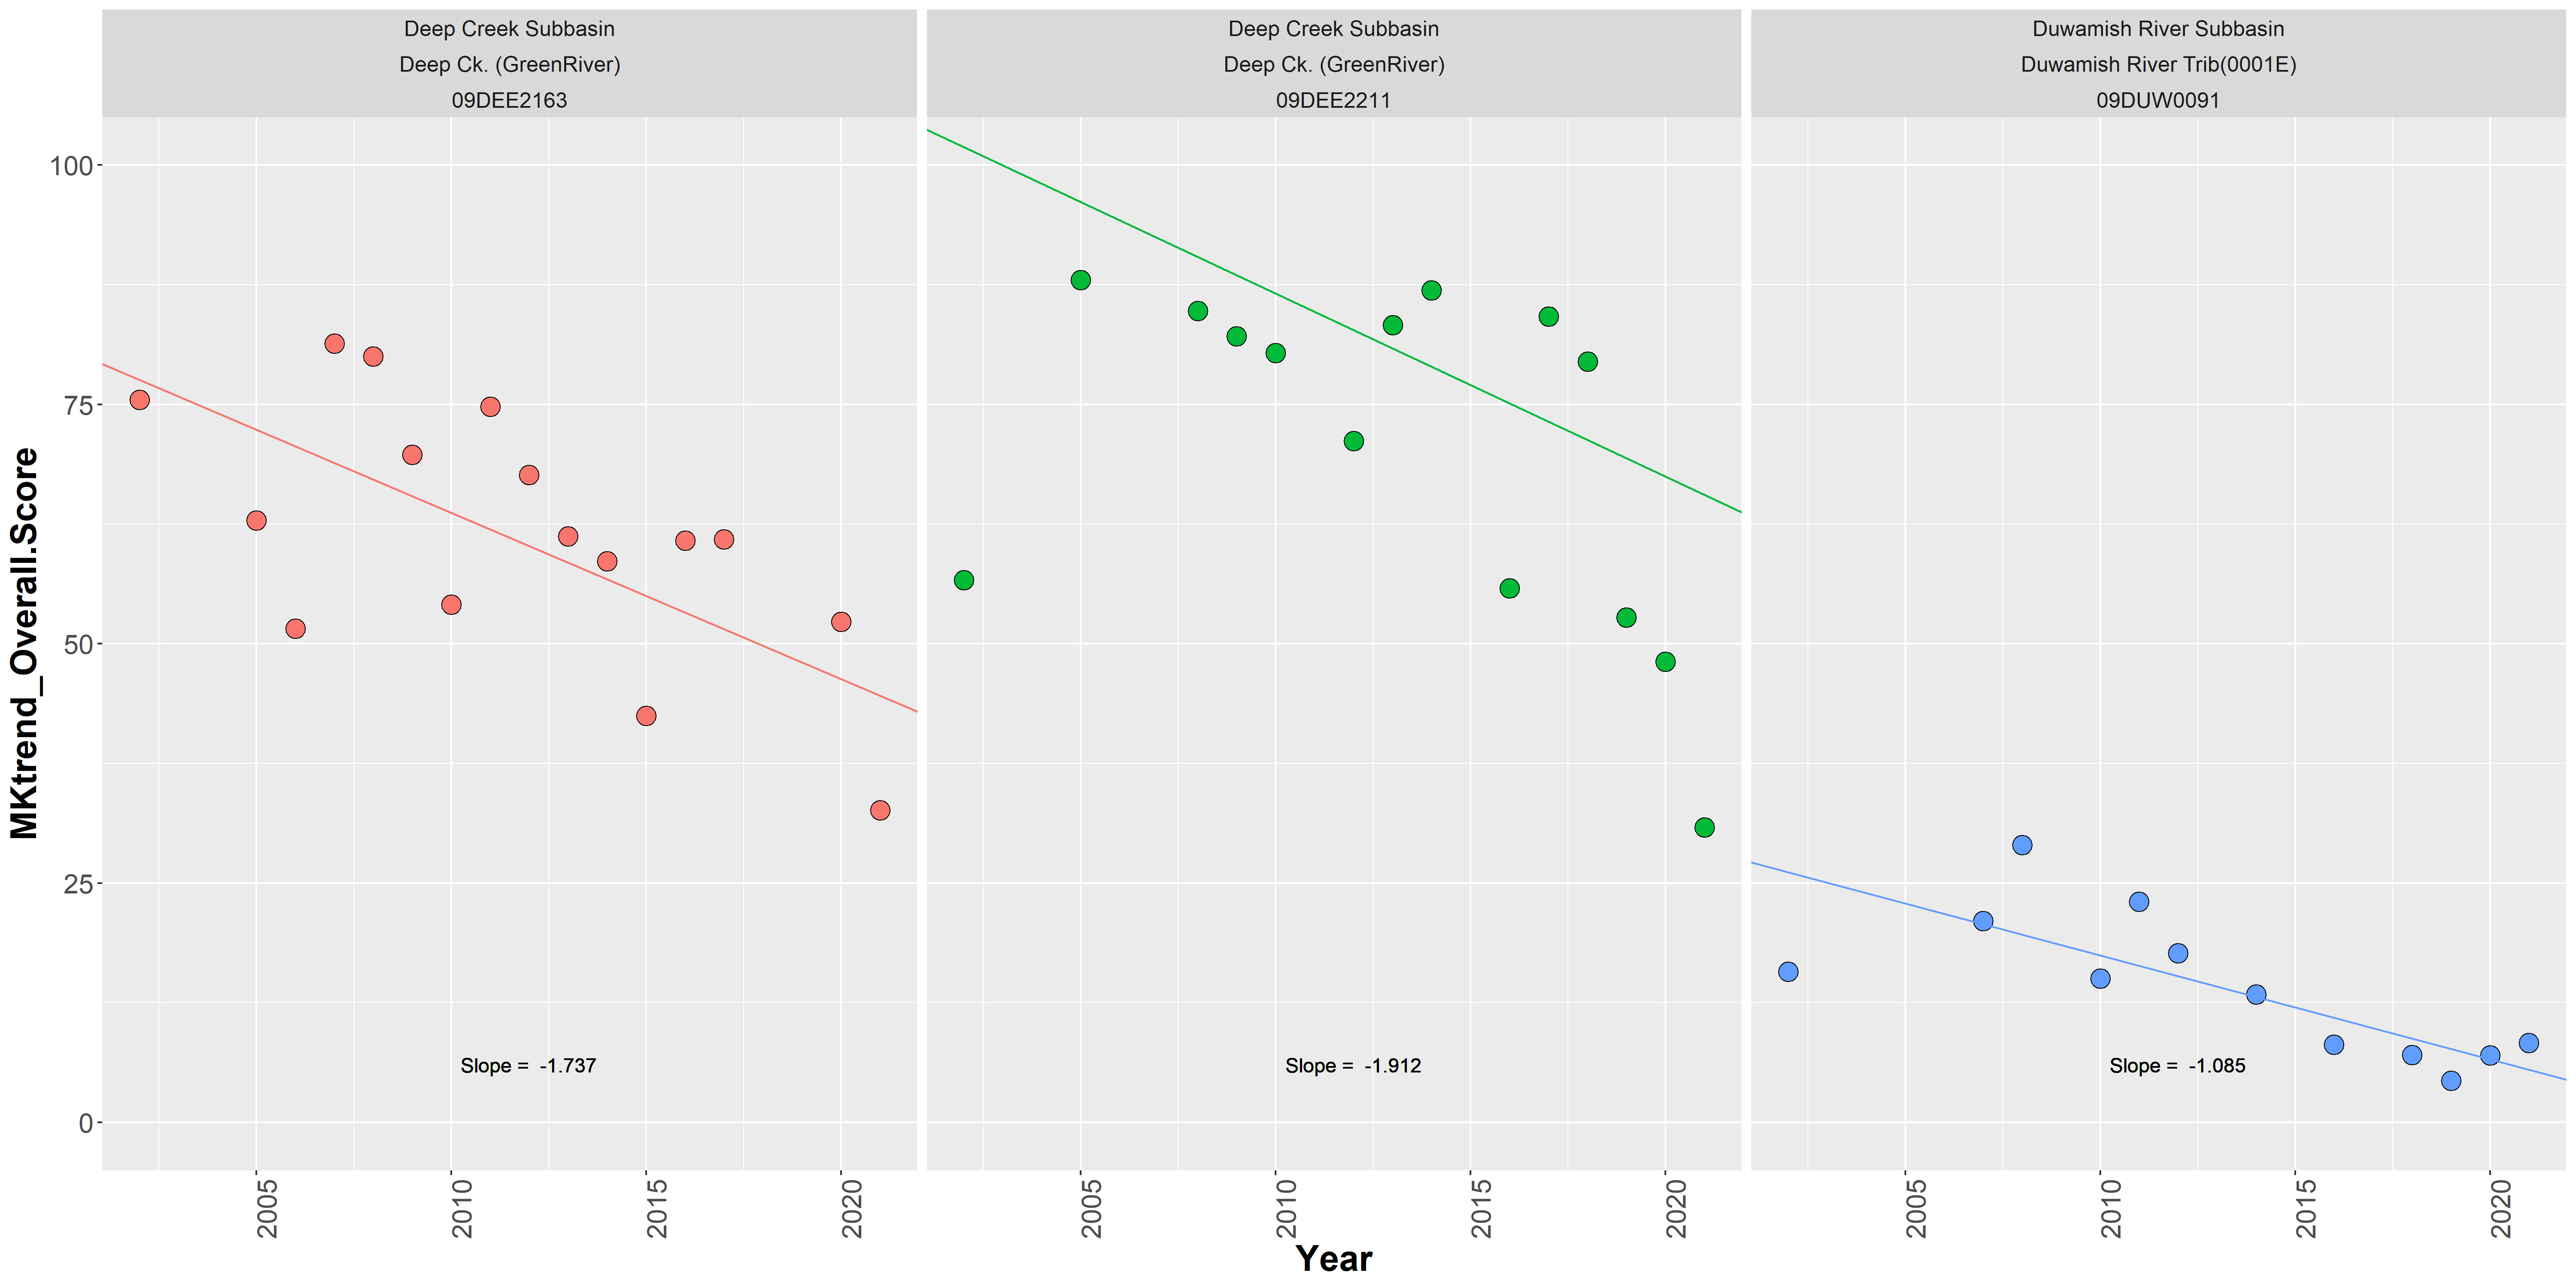 Deep Creek Subbasin
Deep Ck. (GreenRiver)
09DEE2163
Deep Creek Subbasin
Deep Ck. (GreenRiver)
09DEE2211
Duwamish River Subbasin
Duwamish River Trib(0001E)
09DUW0091
MKtrend_Overall.Score
100
75
50
25
0
Slope = -1.737
Slope = -1.912
Slope = -1.085
2005
2010
2015
2020
2005
2010
2015
2020
2005
2010
2015
2020
Year